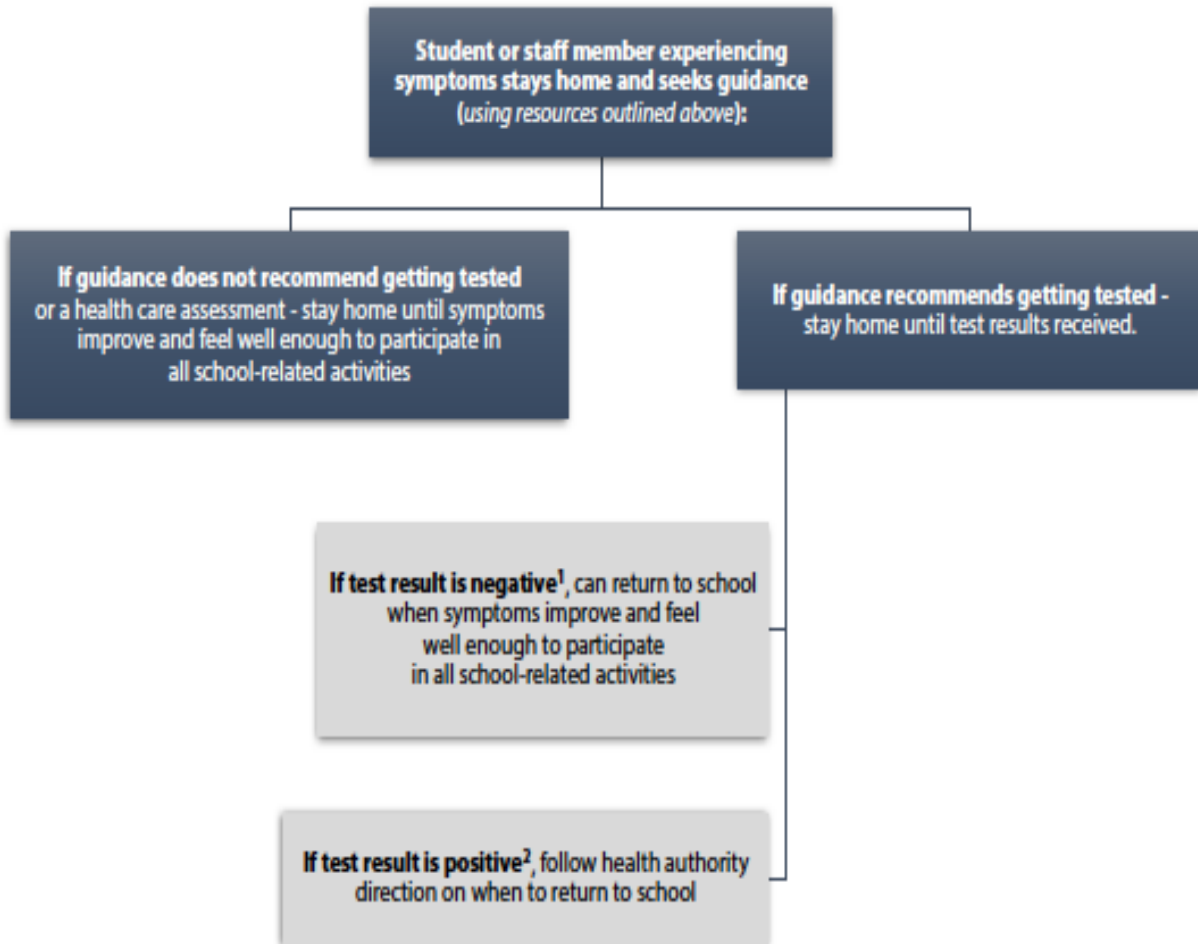 Student or staff member experiencing
symptoms stays home and seeks guidance
(using resources outlined above):
If guidance does not recommend getting tested
or a health care assessment - stay home until symptoms
improve and feel well enough to participate in
all school-related activities
If guidance recommends getting tested -
stay home until test results received.
If test result is negative¹, can return to school
when symptoms improve and feel
well enough to participate
in all school-related activities
If test result is positive², follow health authority
direction on when to return to school